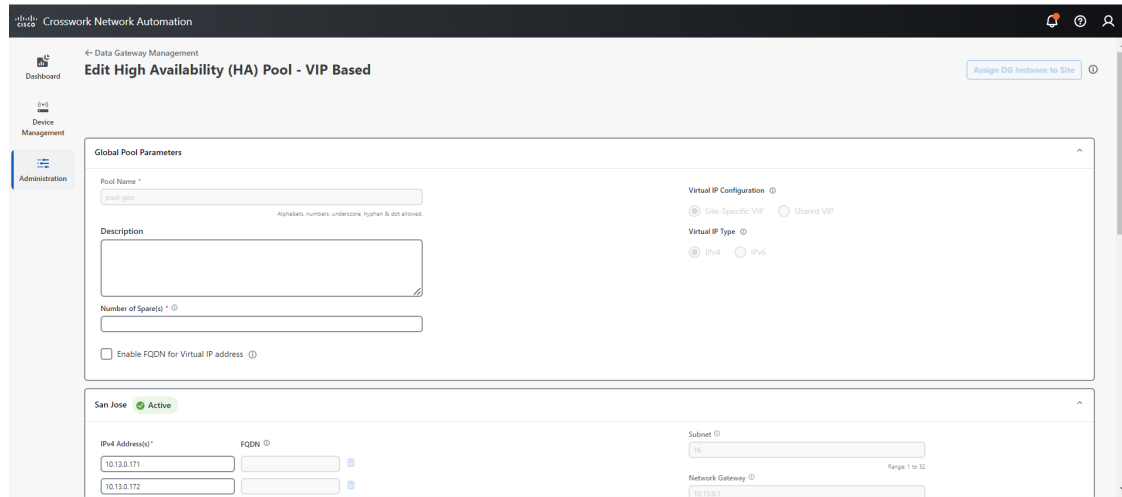 cisco Crosswork Network Automation
Dashboard
Device
Management
Administration
← Data Gateway Management
Edit High Availability (HA) Pool - VIP Based
Assign DG Instance to Site
Global Pool Parameters
Pool Name *
pool-geo
Alphabets, numbers, underscore, hyphen & dot allowed.
Description
Number of Spare(s) *
Enable FQDN for Virtual IP address
Virtual IP Configuration
Site-Specific VIP Shared VIP
Virtual IP Type
IPv4 IPv6
San Jose Active
IPv4 Address(s)* FQDN
10.13.0.171
10.13.0.172
Subnet
16
Range: 1 to 32
Network Gateway
10.13.0.1